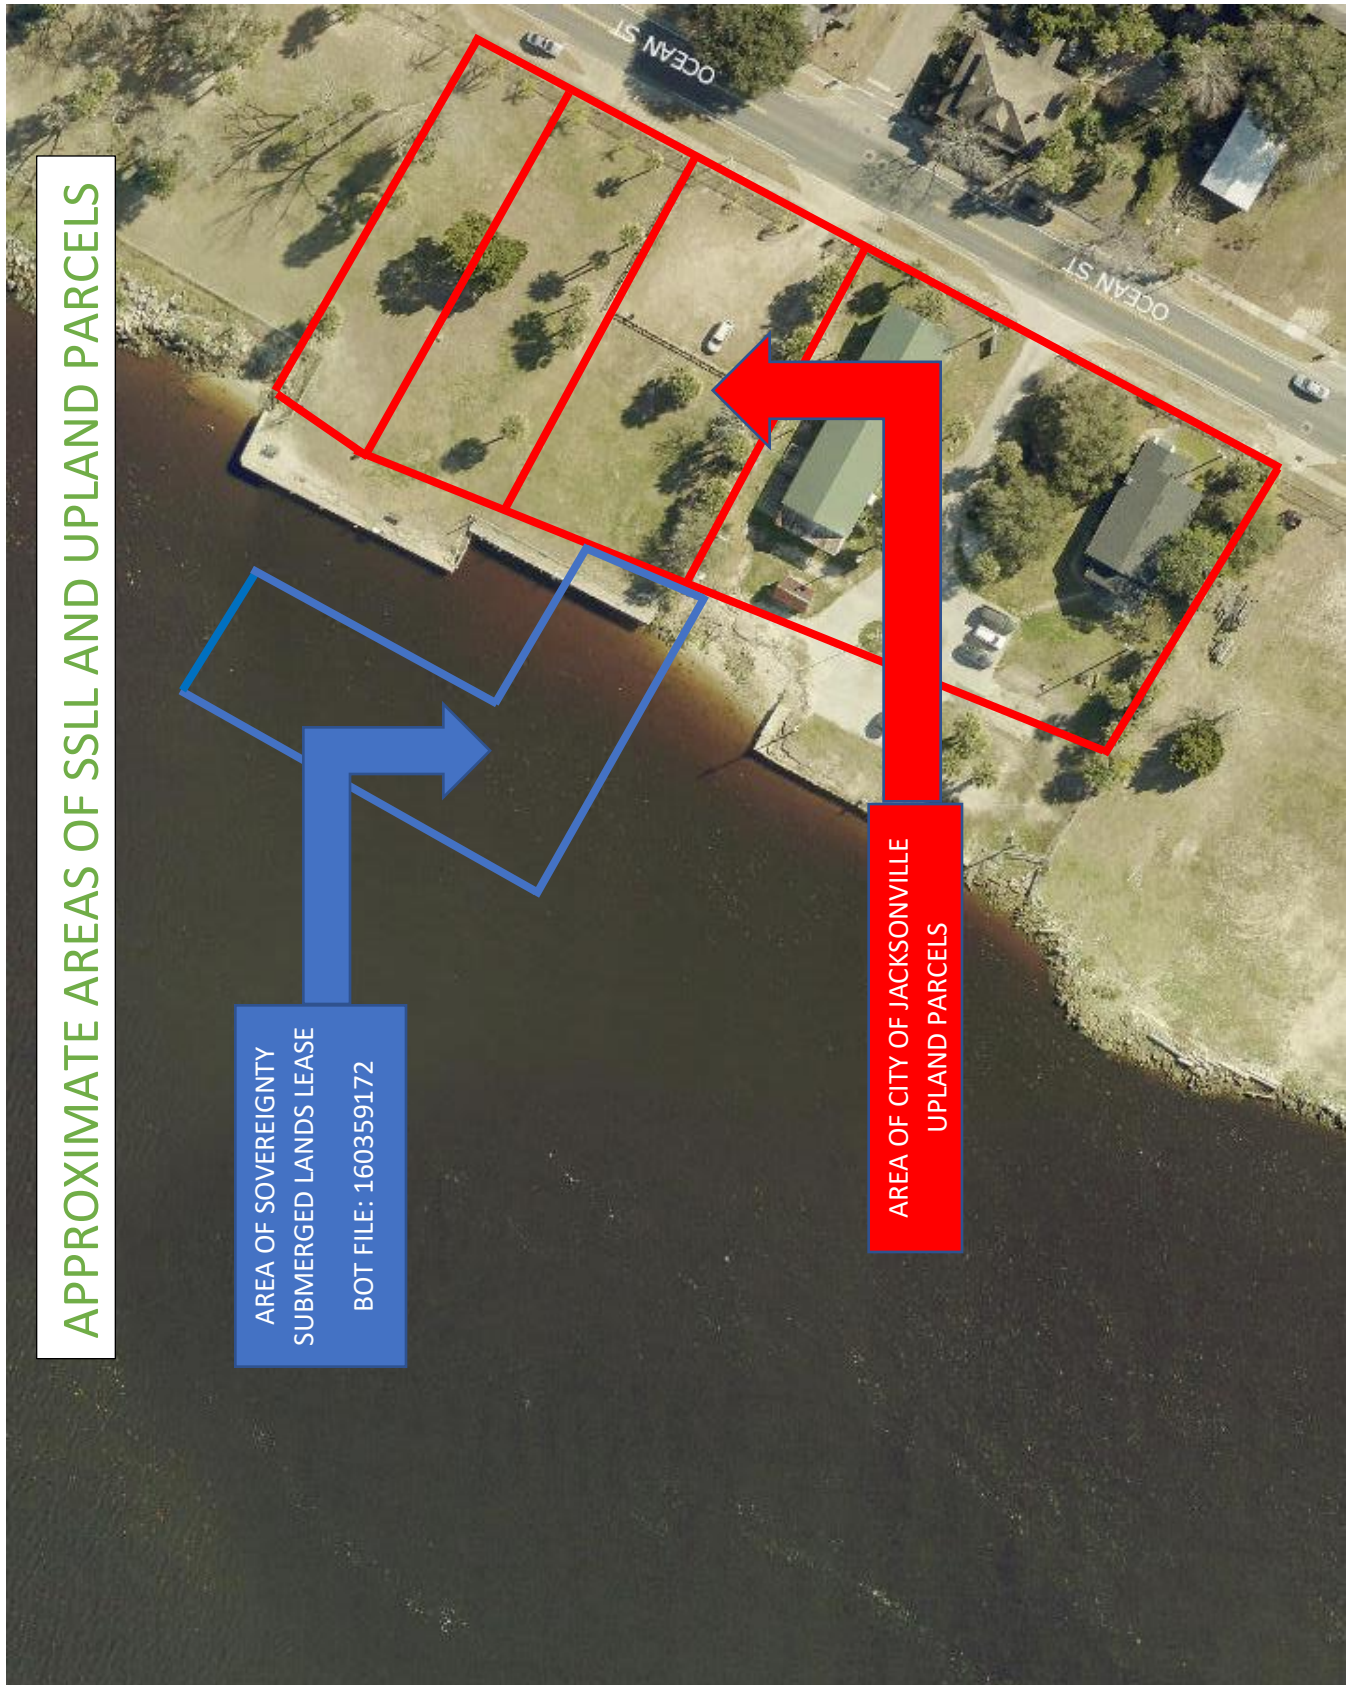 APPROXIMATE AREAS OF SSLL AND UPLAND PARCELS
OCEAN ST
OCEAN ST
AREA OF SOVEREIGNTY
SUBMERGED LANDS LEASE
BOT FILE: 160359172
AREA OF CITY OF JACKSONVILLE
UPLAND PARCELS